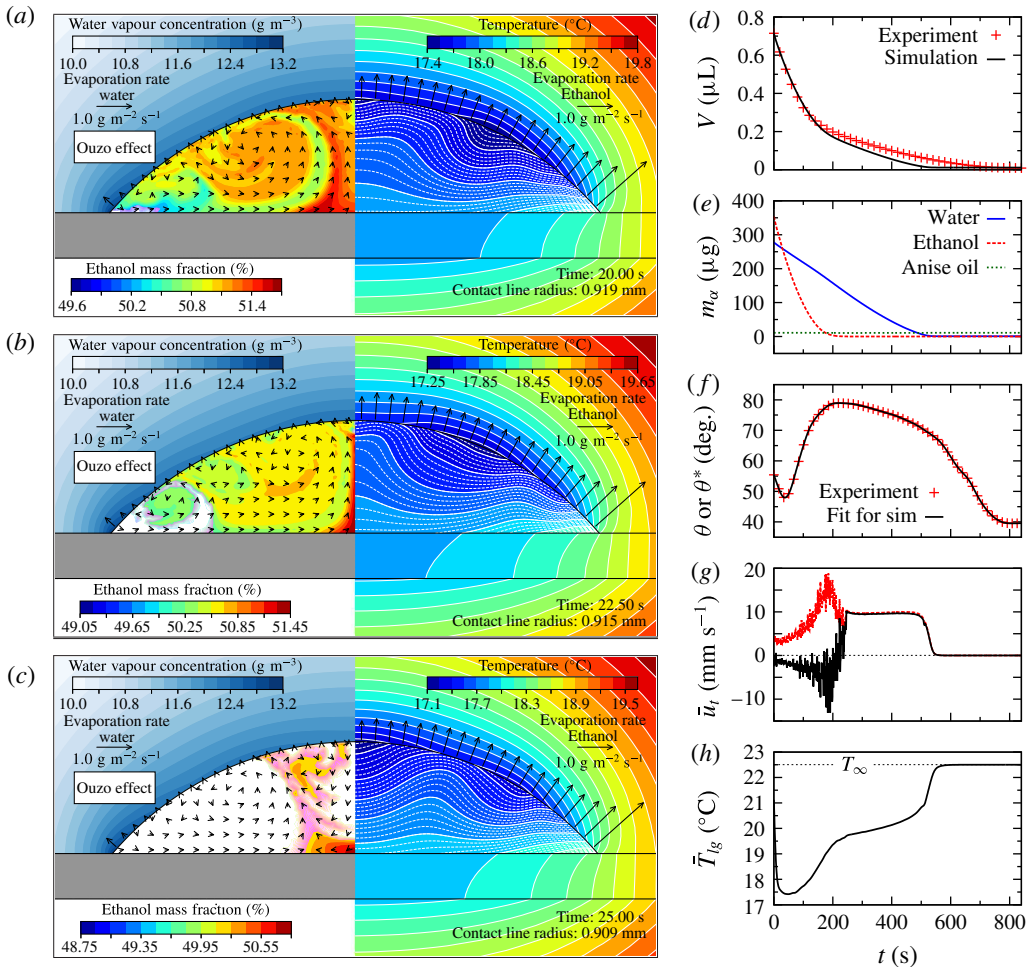 (a)
Water vapour concentration (g m⁻³)
10.0 10.8 11.6 12.4 13.2
Evaporation rate
water
1.0 g m⁻² s⁻¹
Ouzo effect
Temperature (°C)
17.4 18.0 18.6 19.2 19.8
Evaporation rate
Ethanol
1.0 g m⁻² s⁻¹
Ethanol mass fraction (%)
49.6 50.2 50.8 51.4
Time: 20.00 s
Contact line radius: 0.919 mm
(b)
Water vapour concentration (g m⁻³)
10.0 10.8 11.6 12.4 13.2
Evaporation rate
water
1.0 g m⁻² s⁻¹
Ouzo effect
Temperature (°C)
17.25 17.85 18.45 19.05 19.65
Evaporation rate
Ethanol
1.0 g m⁻² s⁻¹
Ethanol mass fraction (%)
49.05 49.65 50.25 50.85 51.45
Time: 22.50 s
Contact line radius: 0.915 mm
(c)
Water vapour concentration (g m⁻³)
10.0 10.8 11.6 12.4 13.2
Evaporation rate
water
1.0 g m⁻² s⁻¹
Ouzo effect
Temperature (°C)
17.1 17.7 18.3 18.9 19.5
Evaporation rate
Ethanol
1.0 g m⁻² s⁻¹
Ethanol mass fraction (%)
48.75 49.35 49.95 50.55
Time: 25.00 s
Contact line radius: 0.909 mm
(d)
V (μL)
0.8
0.6
0.4
0.2
0
Experiment
Simulation
(e)
m_α (μg)
400
300
200
100
0
Water
Ethanol
Anise oil
(f)
θ or θ* (deg.)
80
70
60
50
40
Experiment
Fit for sim
(g)
ū_t (mm s⁻¹)
20
10
0
−10
(h)
T̄_lg (°C)
23
22
21
20
19
18
17
T∞
0 200 400 600 800
t (s)